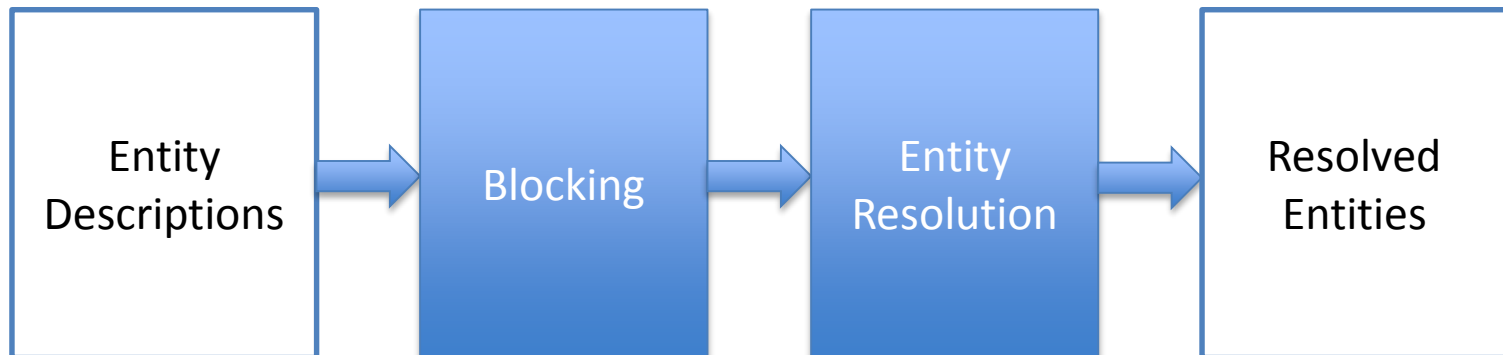 Entity
Descriptions
Blocking
Entity
Resolution
Resolved
Entities